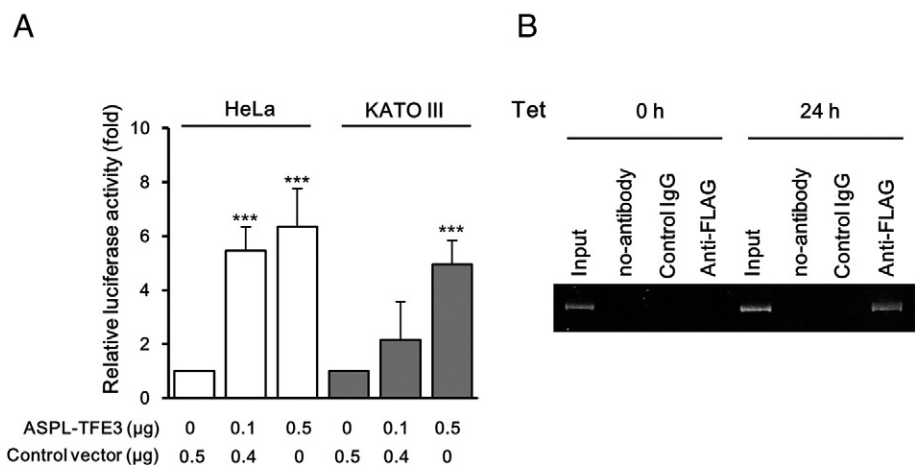 A
HeLa
KATO III
Relative luciferase activity (fold)
10
8
6
4
2
0
***
***
***
ASPL-TFE3 (μg) 0 0.1 0.5 0 0.1 0.5
Control vector (μg) 0.5 0.4 0 0.5 0.4 0
B
Tet 0 h 24 h
Input
no-antibody
Control IgG
Anti-FLAG
Input
no-antibody
Control IgG
Anti-FLAG